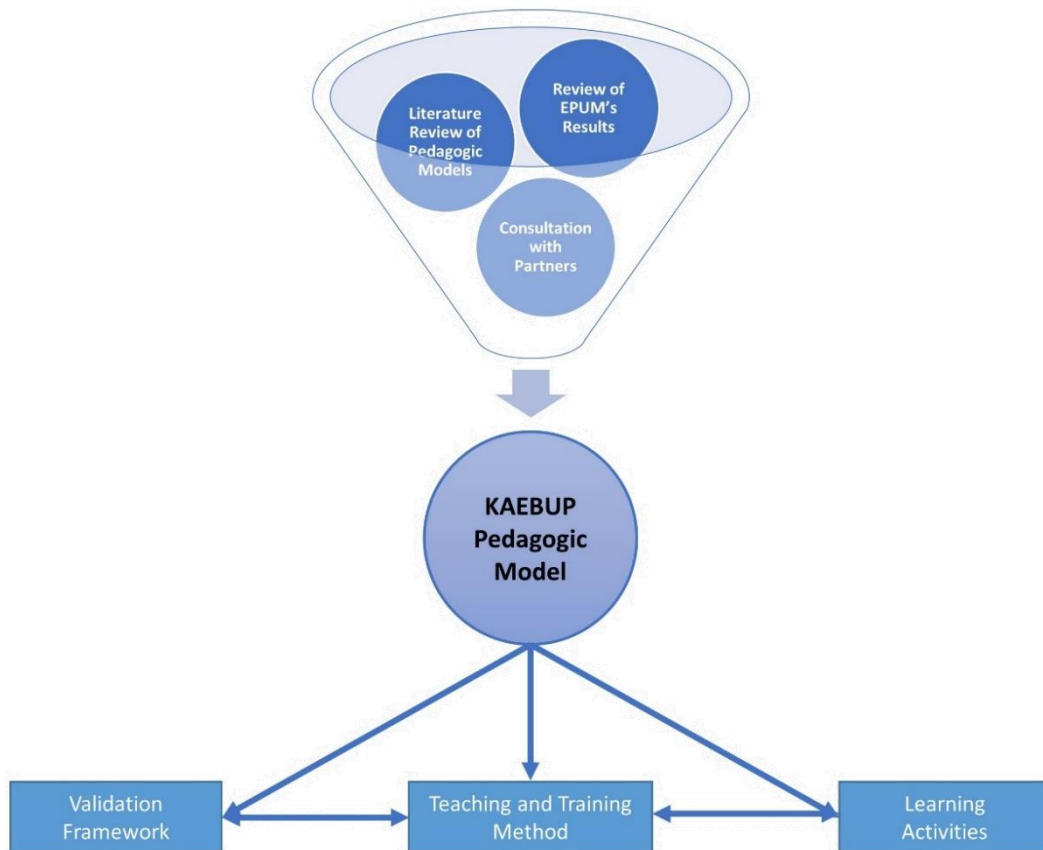 Literature
Review of
Pedagogic
Models
Review of
EPUM’s
Results
Consultation
with
Partners
KAEBUP
Pedagogic
Model
Validation
Framework
Teaching and Training
Method
Learning
Activities